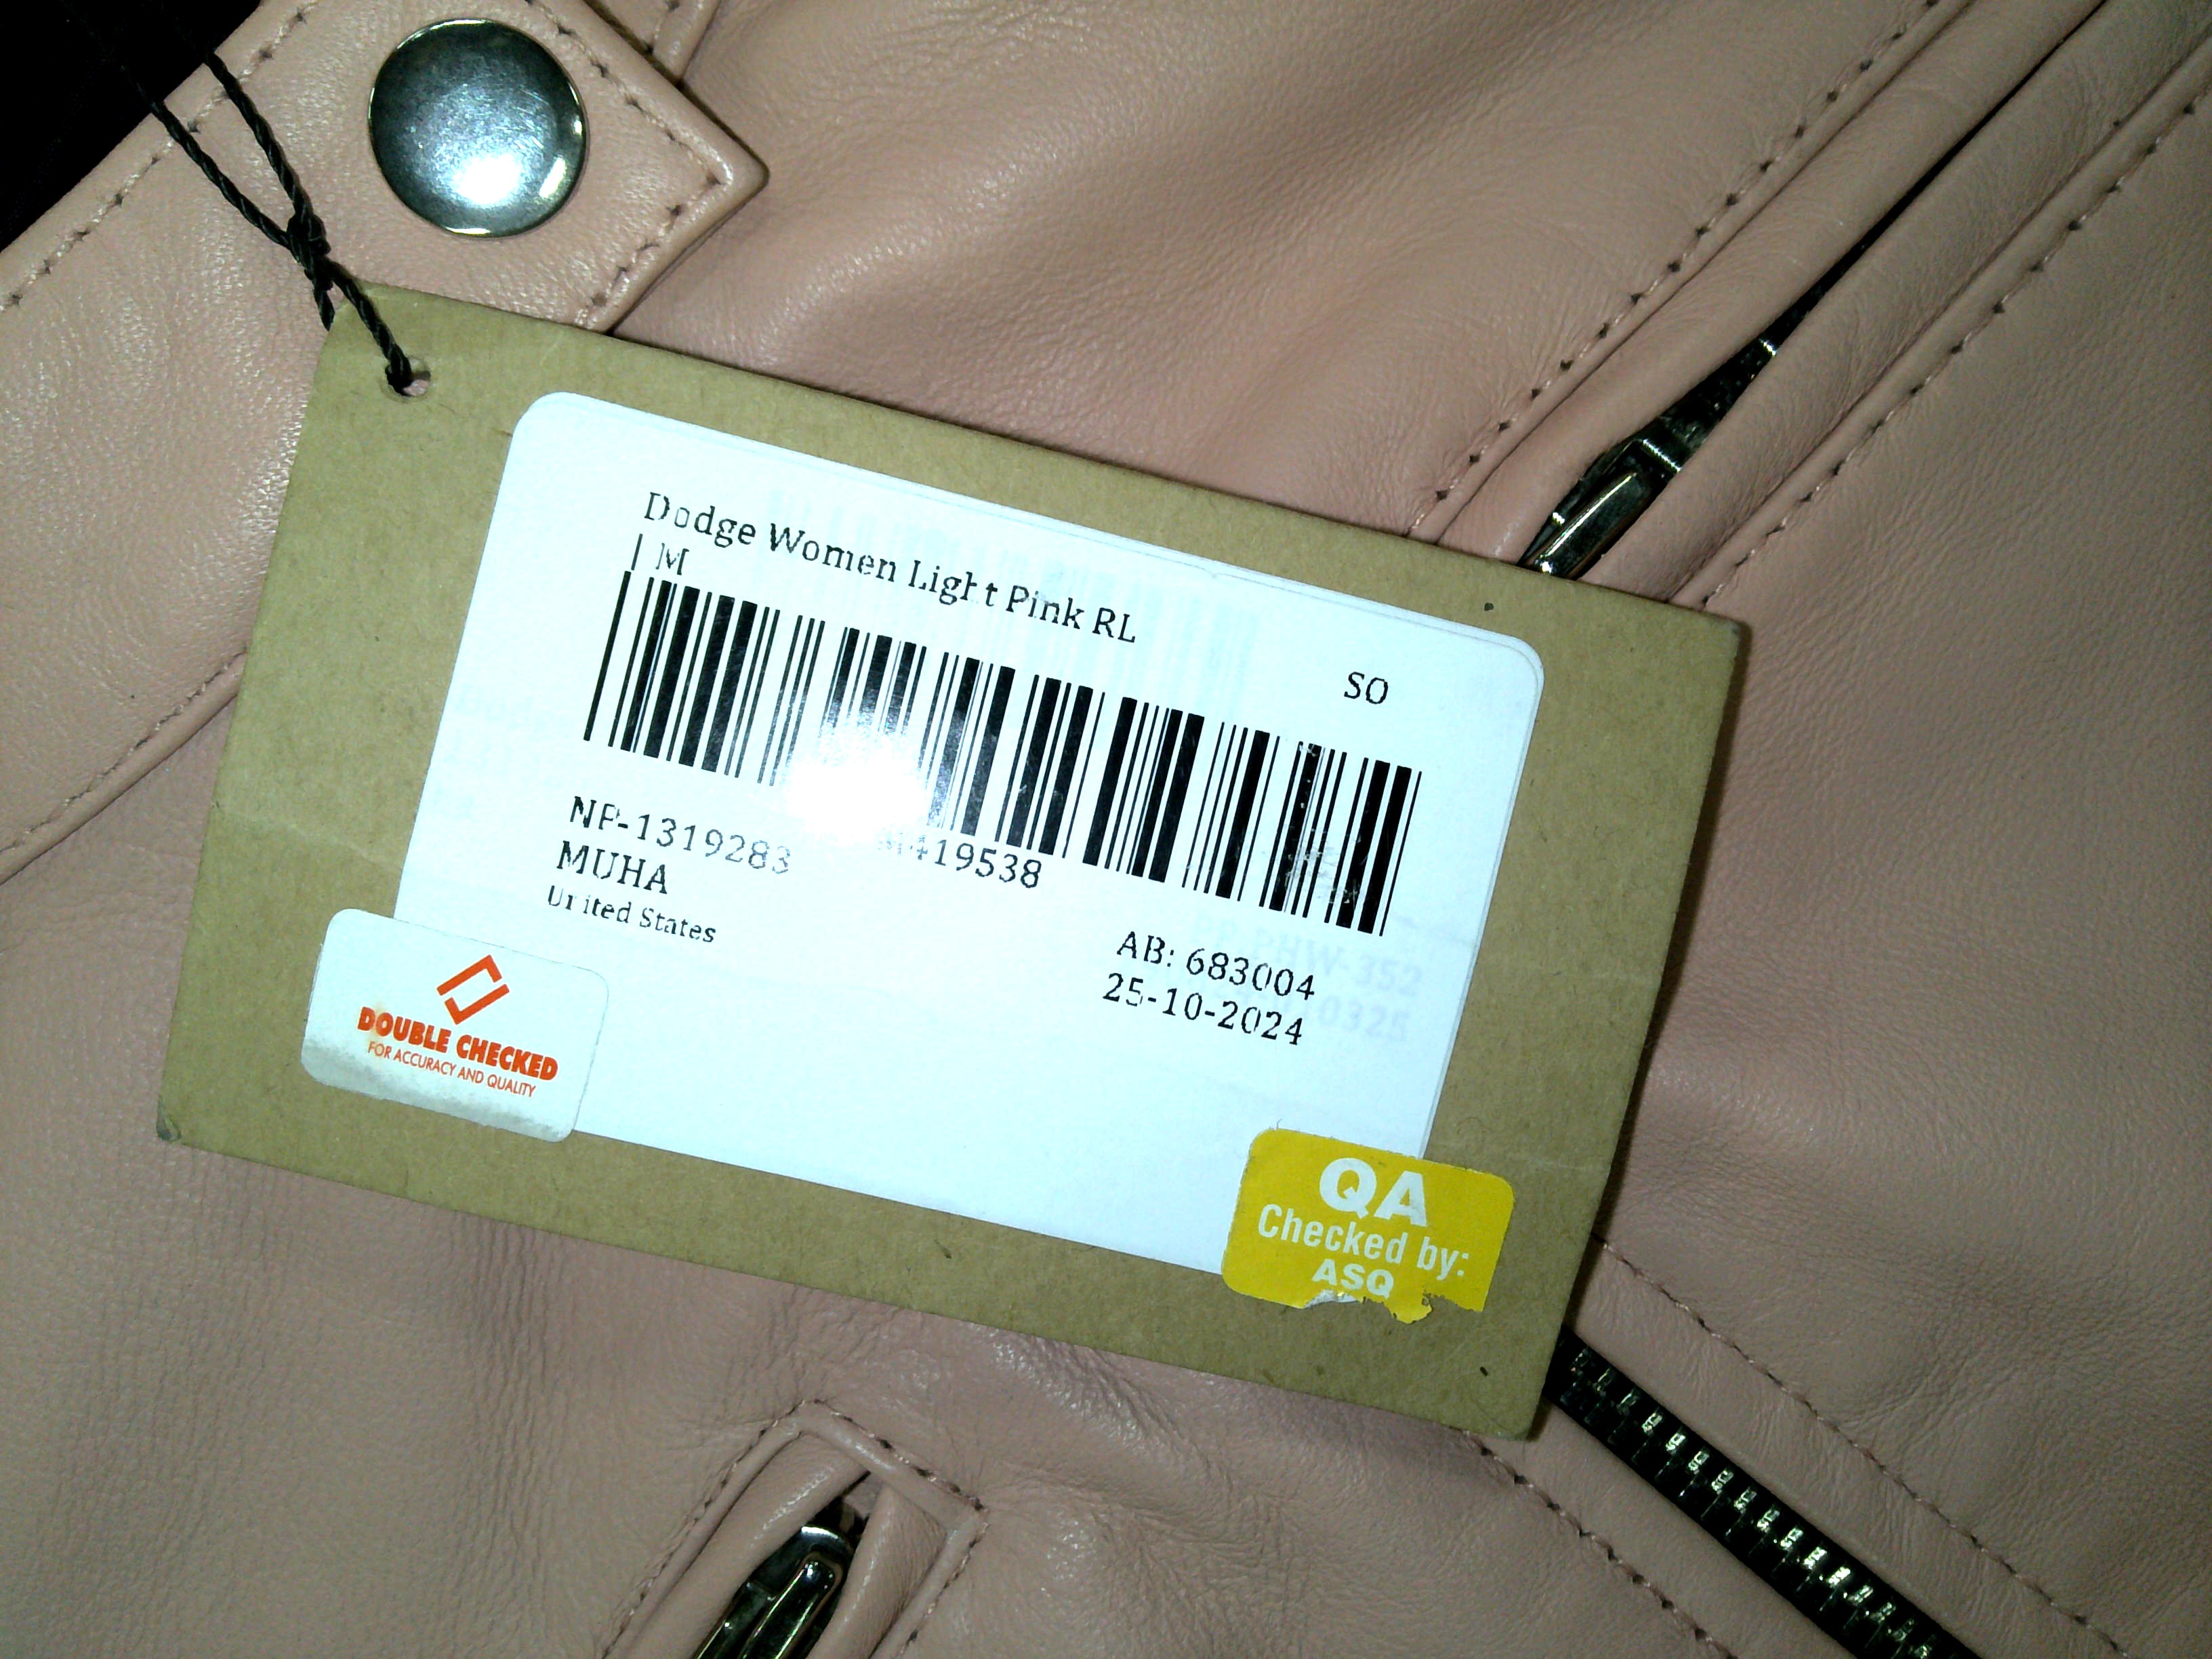 Dodge Women Light Pink RL
| M
SO
NP-1319283 419538
MUHA
United States
AB: 683004
25-10-2024
DOUBLE CHECKED
FOR ACCURACY AND QUALITY
QA
Checked by:
ASQ